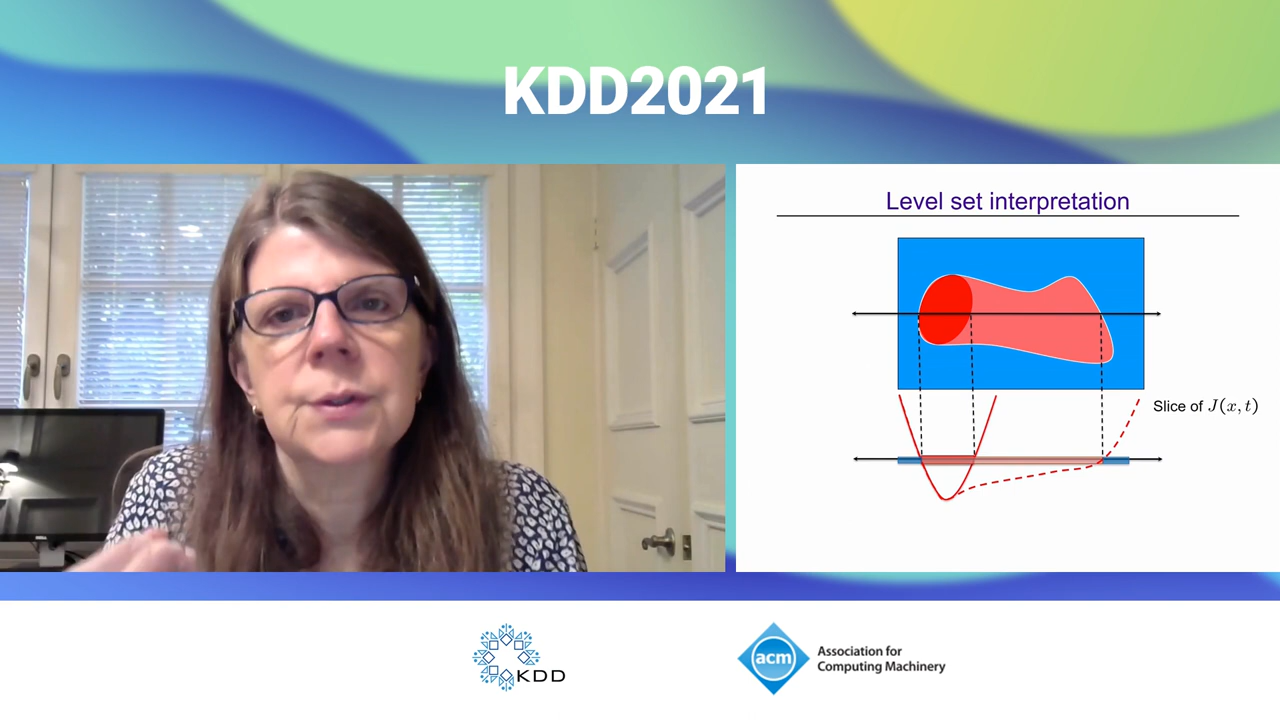 KDD2021
Level set interpretation
Slice of J(x, t)
KDD
acm
Association for
Computing Machinery